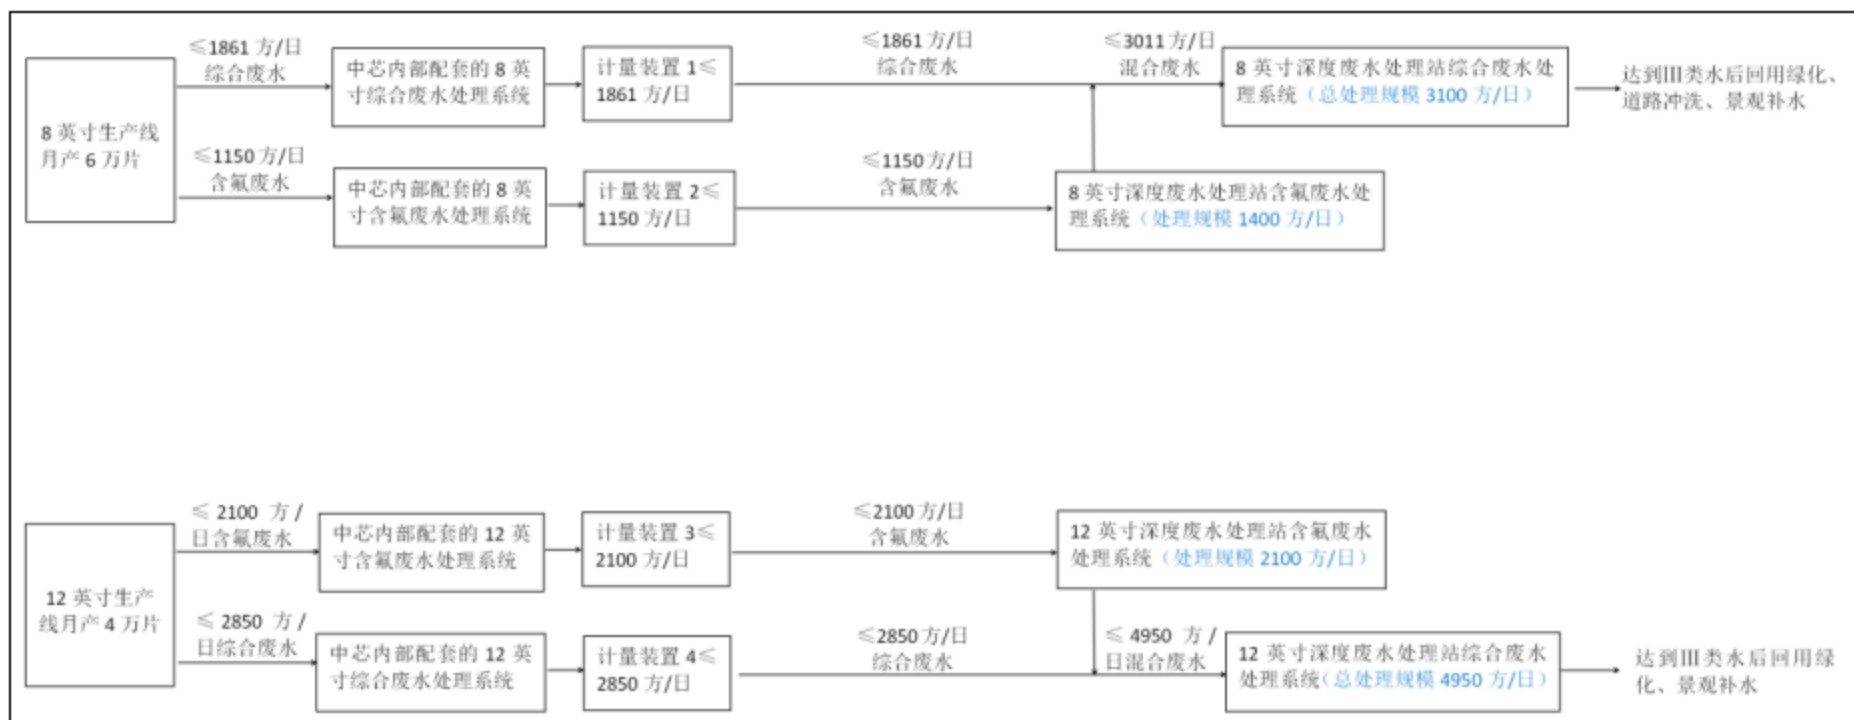 ≤1861 方/日
综合废水
8 英寸生产线
月产 6 万片
≤1150 方/日
含氟废水
中芯内部配套的 8 英
寸综合废水处理系统
计量装置 1≤
1861 方/日
≤1861 方/日
综合废水
≤3011 方/日
混合废水
8 英寸深度废水处理站综合废水处
理系统（总处理规模 3100 方/日）
达到III类水后回用绿化、
道路冲洗、景观补水
中芯内部配套的 8 英
寸含氟废水处理系统
计量装置 2≤
1150 方/日
≤1150 方/日
含氟废水
8 英寸深度废水处理站含氟废水处
理系统（处理规模 1400 方/日）
≤ 2100 方 /
日含氟废水
12 英寸生产
线月产 4 万片
≤ 2850 方 /
日综合废水
中芯内部配套的 12 英
寸含氟废水处理系统
计量装置 3≤
2100 方/日
≤2100 方/日
含氟废水
12 英寸深度废水处理站含氟废水
处理系统（处理规模 2100 方/日）
中芯内部配套的 12 英
寸综合废水处理系统
计量装置 4≤
2850 方/日
≤2850 方/日
综合废水
≤ 4950 方 /
日混合废水
12 英寸深度废水处理站综合废水
处理系统（总处理规模 4950 方/日）
达到III类水后回用绿
化、景观补水